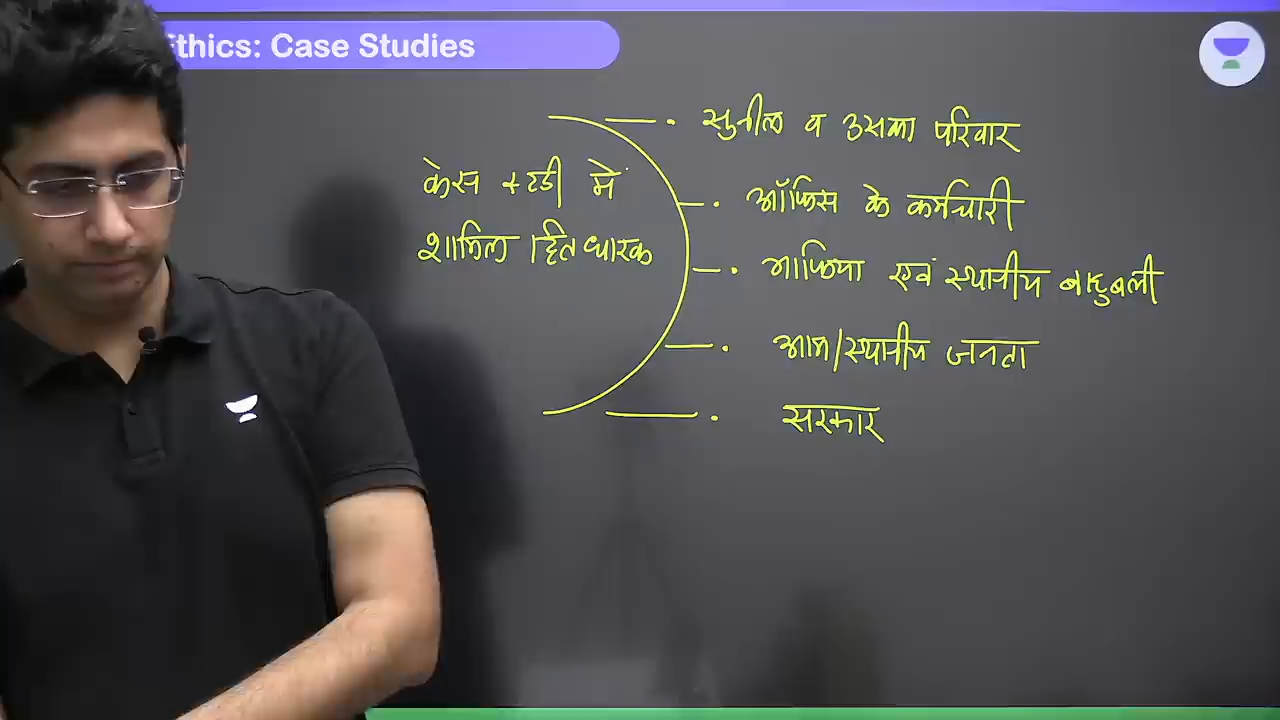 Ethics: Case Studies
केस स्टडी में
शामिल हितधारक
सुनील व उसका परिवार
ऑफिस के कर्मचारी
माफिया एवं स्थानीय बाहुबली
आम/स्थानीय जनता
सरकार